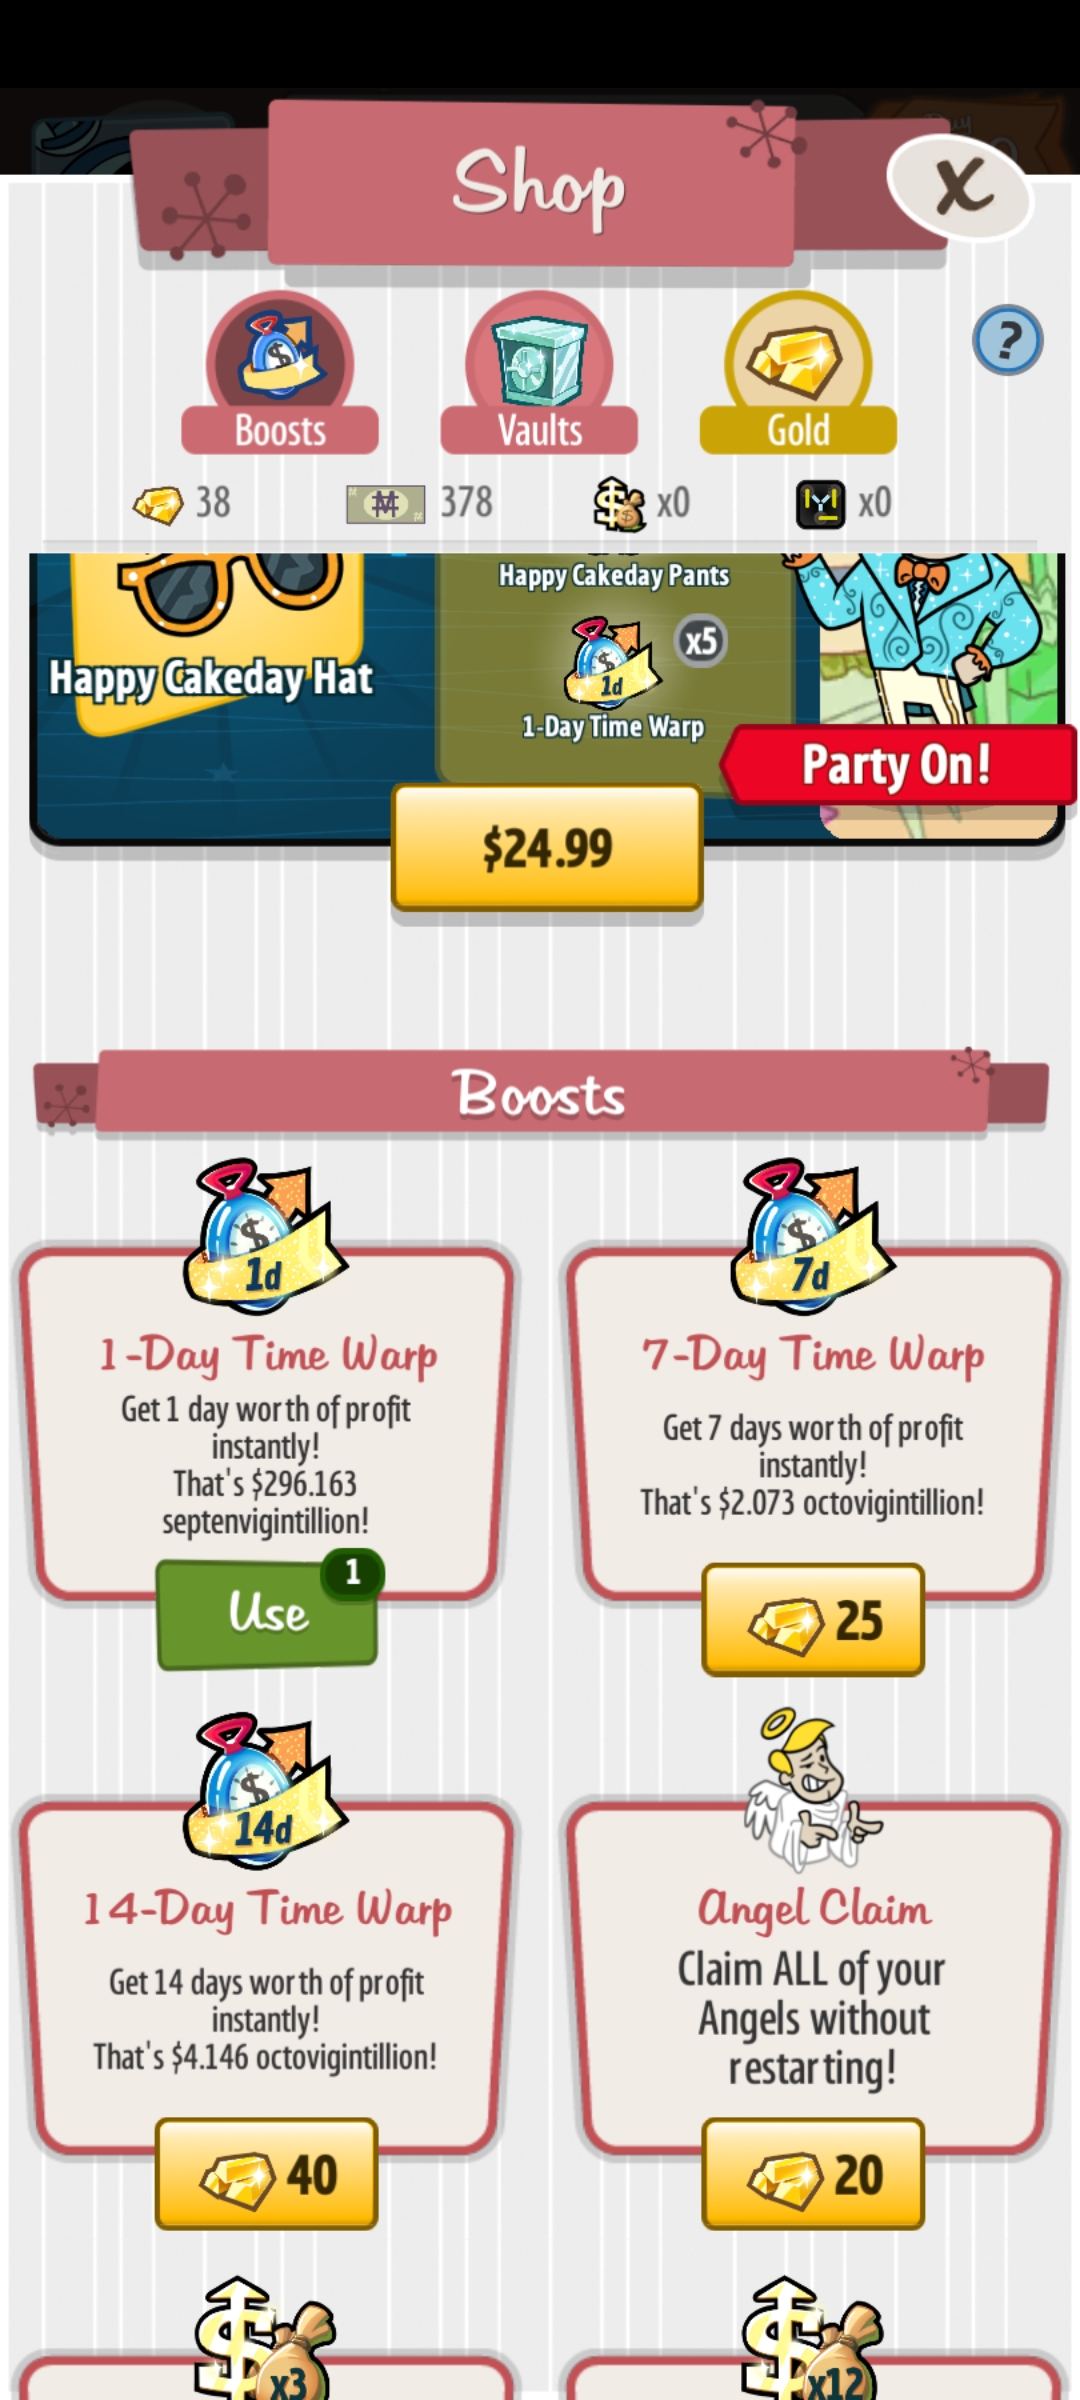 Shop
X
?
Boosts
Vaults
Gold
38
378
x0
x0
Happy Cakeday Pants
Happy Cakeday Hat
x5
1d
1-Day Time Warp
Party On!
$24.99
Boosts
1d
1-Day Time Warp
Get 1 day worth of profit
instantly!
That's $296.163
septenvigintillion!
Use
1
7d
7-Day Time Warp
Get 7 days worth of profit
instantly!
That's $2.073 octovigintillion!
25
14d
14-Day Time Warp
Get 14 days worth of profit
instantly!
That's $4.146 octovigintillion!
40
Angel Claim
Claim ALL of your
Angels without
restarting!
20
x3
x12